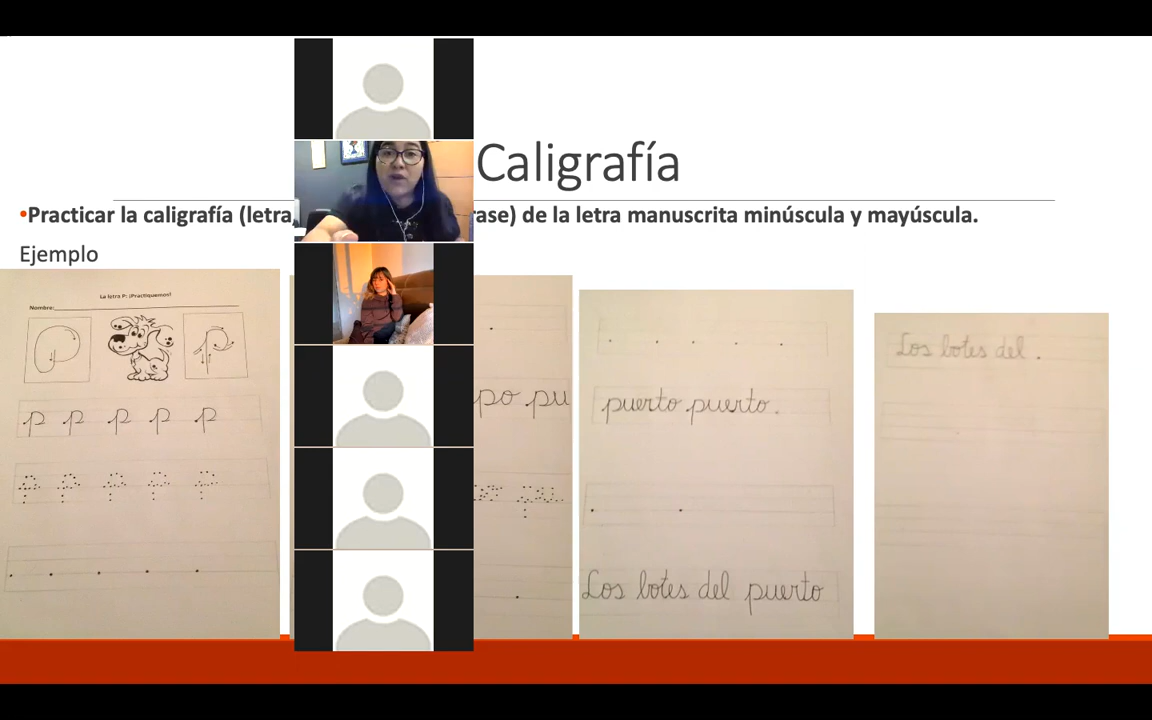 Caligrafía
•Practicar la caligrafía (letra, rase) de la letra manuscrita minúscula y mayúscula.
Ejemplo
La letra P: ¡Practiquemos!
Nombre:
p p
p p p p p
p p p p p
po pu
puerto puerto.
Los botes del puerto
Los botes del .